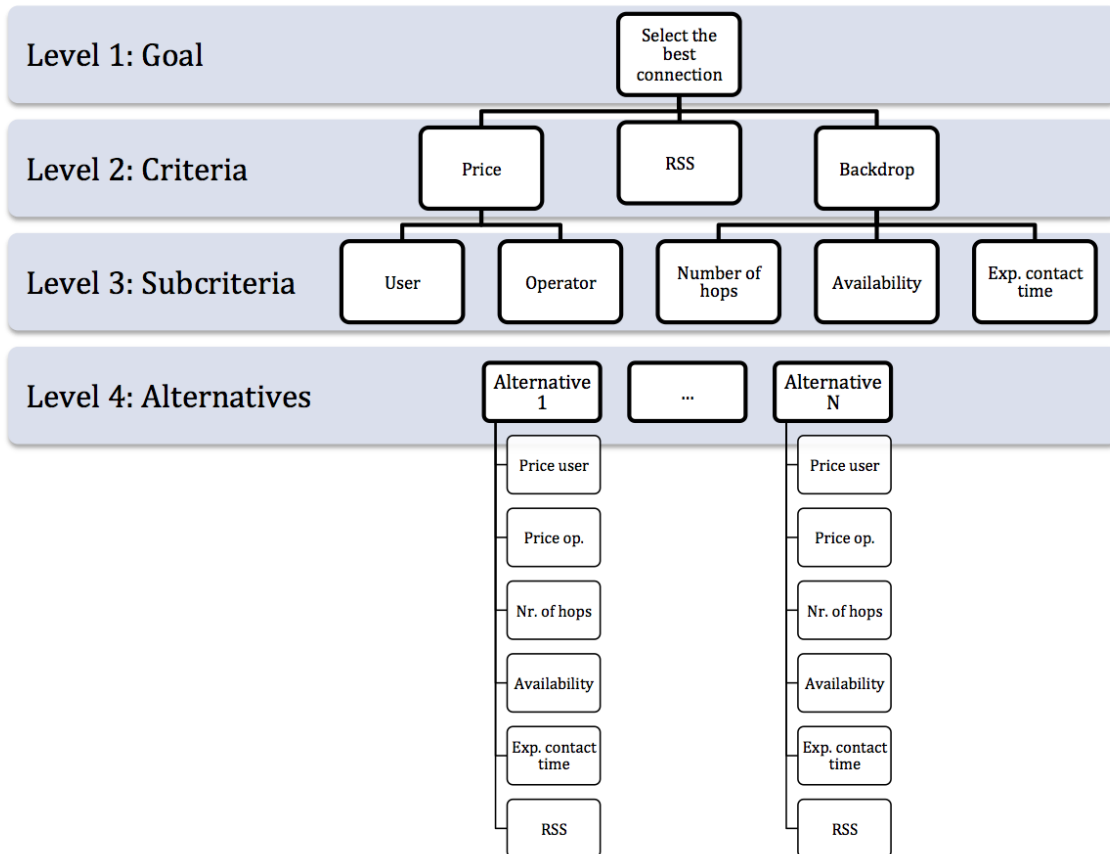 Level 1: Goal
Select the
best
connection
Level 2: Criteria
Price
RSS
Backdrop
Level 3: Subcriteria
User
Operator
Number of
hops
Availability
Exp. contact
time
Level 4: Alternatives
Alternative
1
...
Alternative
N
Price user
Price op.
Nr. of hops
Availability
Exp. contact
time
RSS
Price user
Price op.
Nr. of hops
Availability
Exp. contact
time
RSS